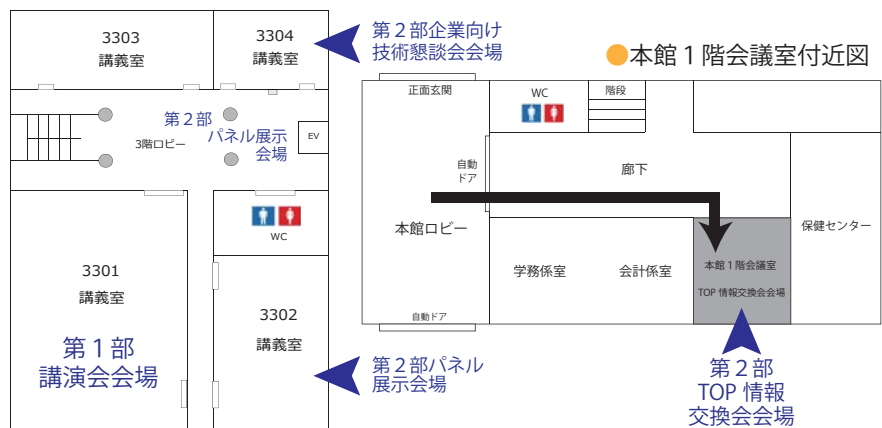 3303
講義室
3304
講義室
第２部企業向け
技術懇談会会場
第２部
パネル展示
会場
3階ロビー
EV
WC
3301
講義室
第１部
講演会会場
3302
講義室
第２部パネル
展示会場
●本館１階会議室付近図
正面玄関
WC
階段
自動
ドア
廊下
本館ロビー
保健センター
学務係室
会計係室
本館１階会議室
TOP 情報交換会会場
自動ドア
第２部
TOP 情報
交換会会場